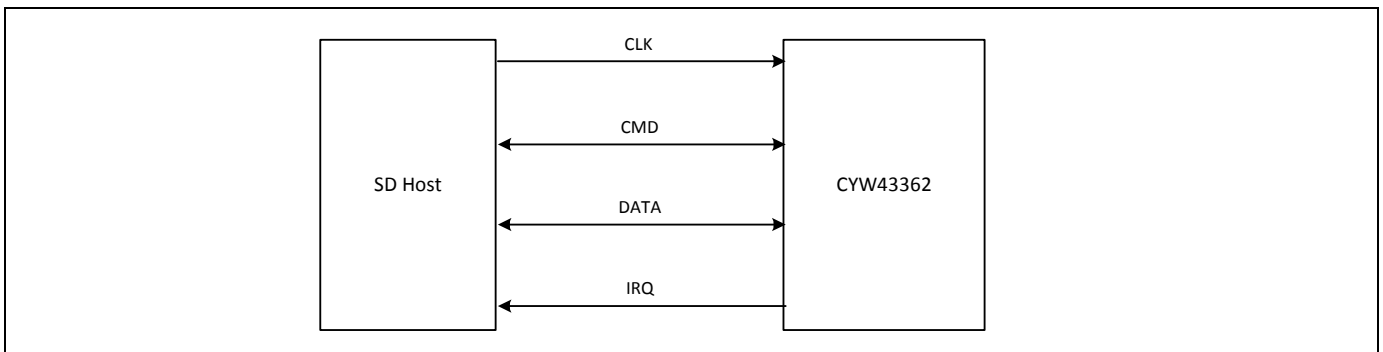 CLK
CMD
SD Host
CYW43362
DATA
IRQ